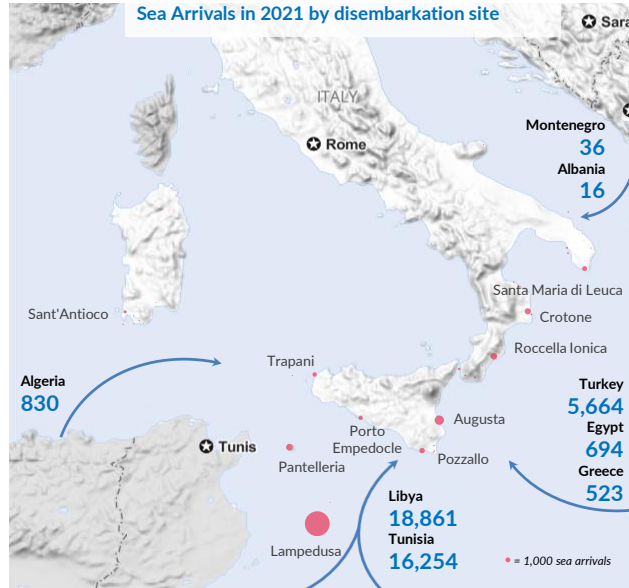 Sea Arrivals in 2021 by disembarkation site
Sara
ITALY
Rome
Montenegro
36
Albania
16
Santa Maria di Leuca
Sant'Antioco
Crotone
Roccella Ionica
Trapani
Algeria
830
Turkey
5,664
Egypt
694
Greece
523
Augusta
Porto
Empedocle
Tunis
Pozzallo
Pantelleria
Libya
18,861
Tunisia
16,254
Lampedusa
= 1,000 sea arrivals